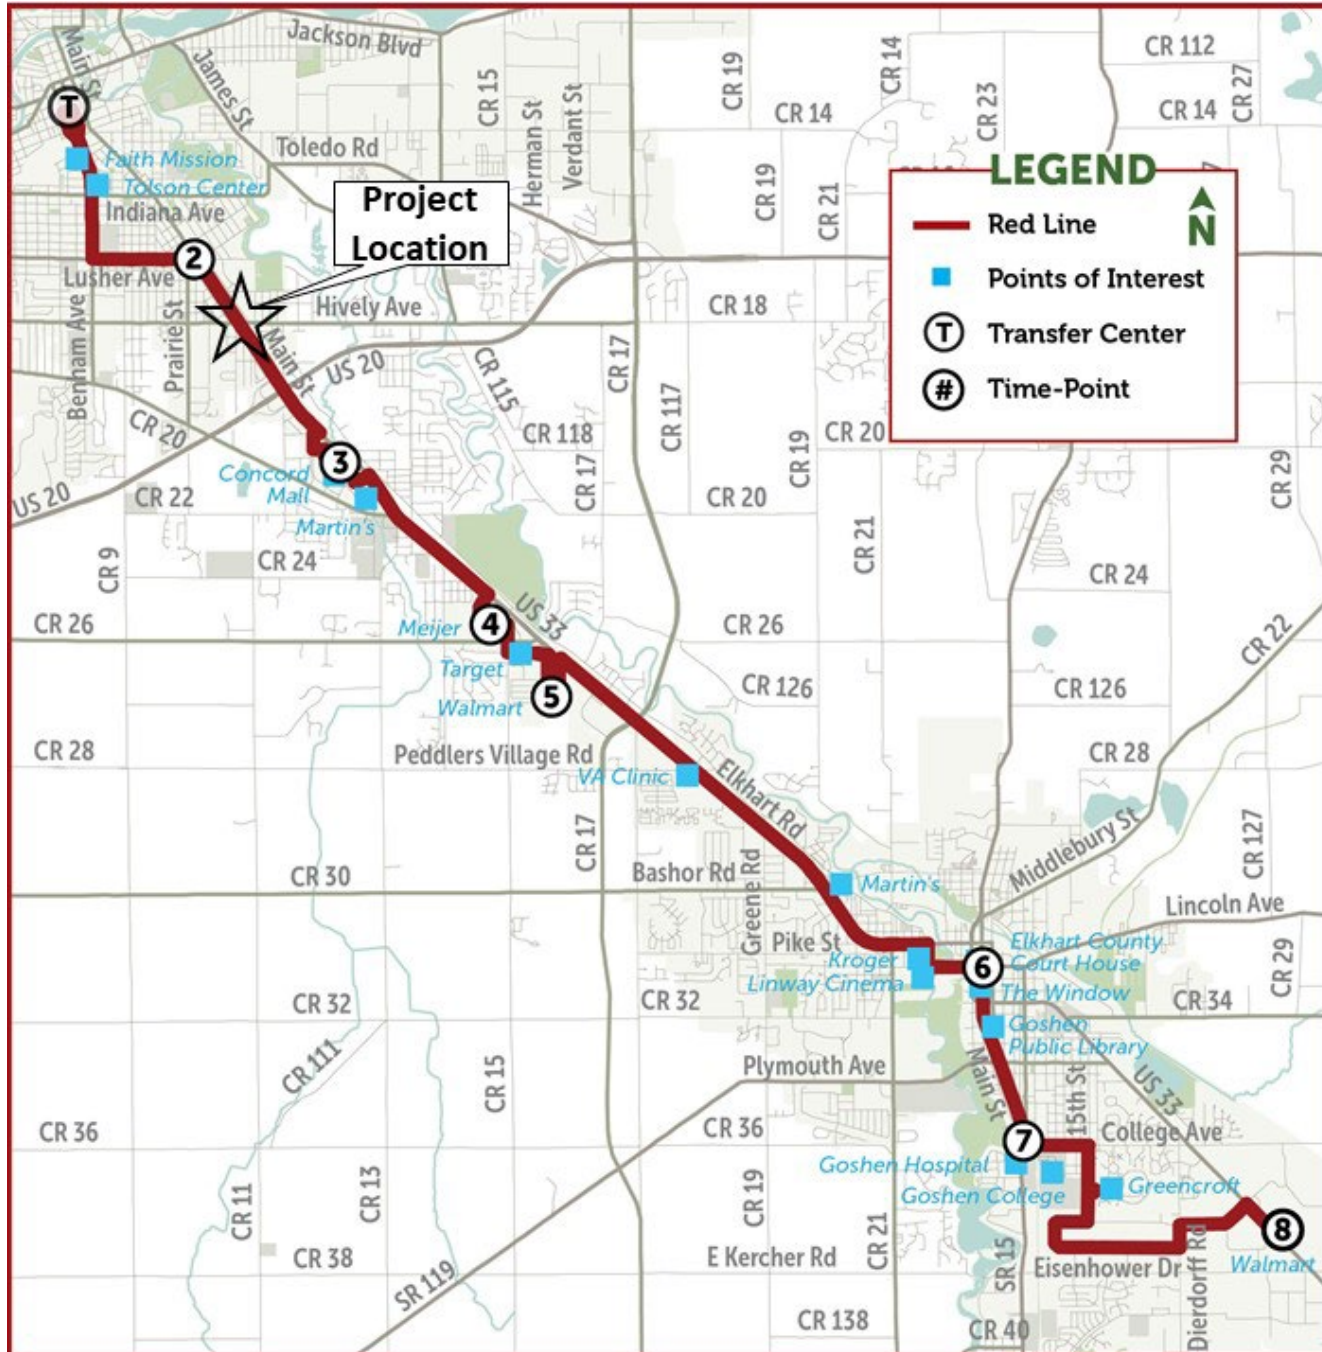 Jackson Blvd
CR 112
Main St
James St
CR 15
CR 19
CR 14
CR 23
CR 27
T
CR 14
CR 14
Herman St
Verdant St
Toledo Rd
Faith Mission
Tolson Center
CR 19
CR 21
LEGEND
N
Red Line
Points of Interest
T
Transfer Center
#
Time-Point
Project
Location
Indiana Ave
2
Lusher Ave
Hively Ave
CR 18
Benham Ave
Prairie St
Main St
US 20
CR 115
CR 17
CR 117
CR 20
CR 118
CR 20
CR 19
CR 29
3
US 20
Concord
Mall
CR 17
CR 22
CR 20
Martin's
CR 9
CR 24
CR 21
CR 24
CR 26
Meijer
4
US 33
CR 26
CR 22
Target
Walmart
5
CR 126
CR 126
CR 28
Peddlers Village Rd
CR 28
VA Clinic
Elkhart Rd
CR 17
Middlebury St
CR 127
CR 30
Bashor Rd
Greene Rd
Martin's
Lincoln Ave
Pike St
Kroger
Linway Cinema
6
Elkhart County
Court House
The Window
CR 29
CR 32
CR 32
CR 34
Goshen
Public Library
CR 111
CR 15
Plymouth Ave
Main St
15th St
US 33
CR 36
CR 36
7
College Ave
Goshen Hospital
Goshen College
Greencroft
CR 11
CR 13
CR 19
CR 21
SR 15
8
CR 38
SR 119
E Kercher Rd
Eisenhower Dr
Dierdorff Rd
Walmart
CR 138
CR 40